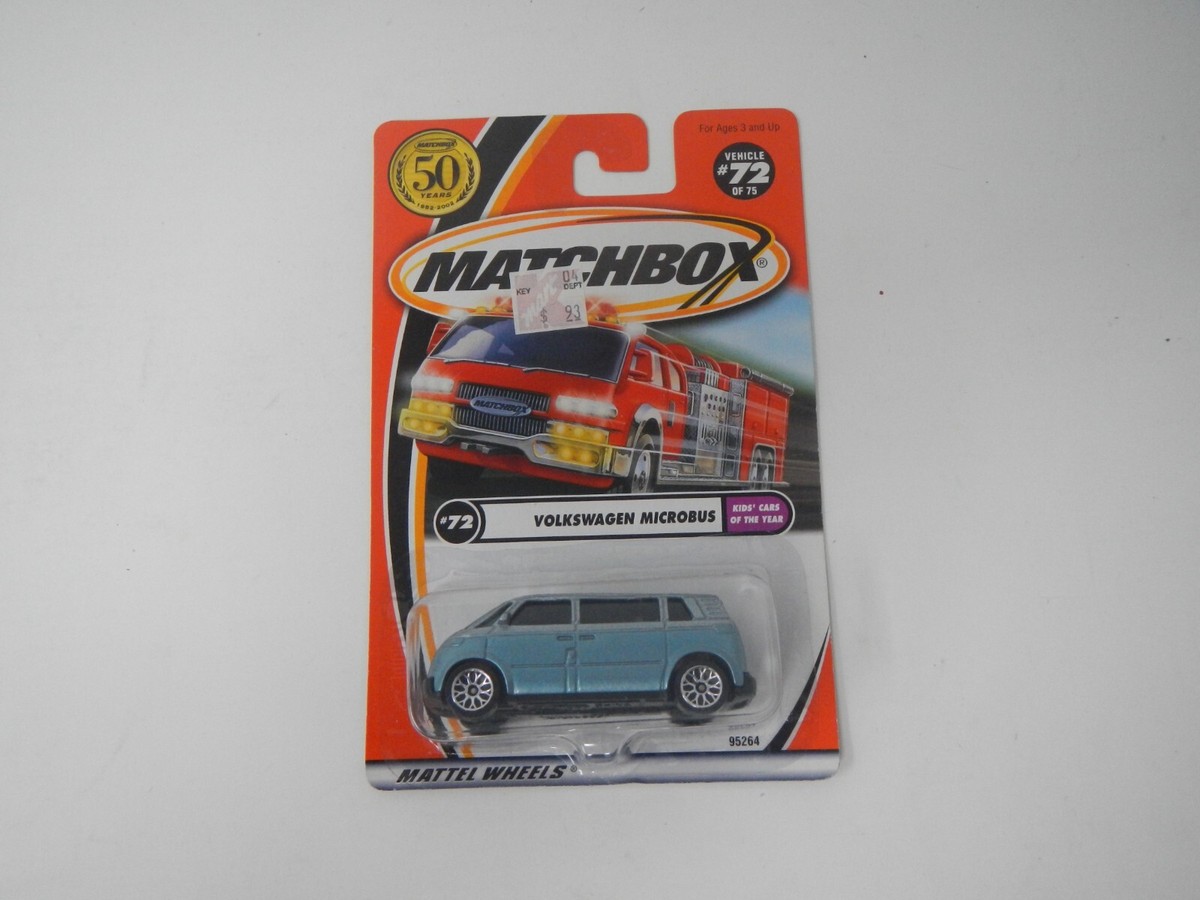 MATCHBOX
50
YEARS
1952-2002
For Ages 3 and Up
VEHICLE
#72
OF 75
MATCHBOX®
04
KEY DEPT
$ .93
MATCHBOX
#72 VOLKSWAGEN MICROBUS KIDS' CARS
OF THE YEAR
95264
MATTEL WHEELS®